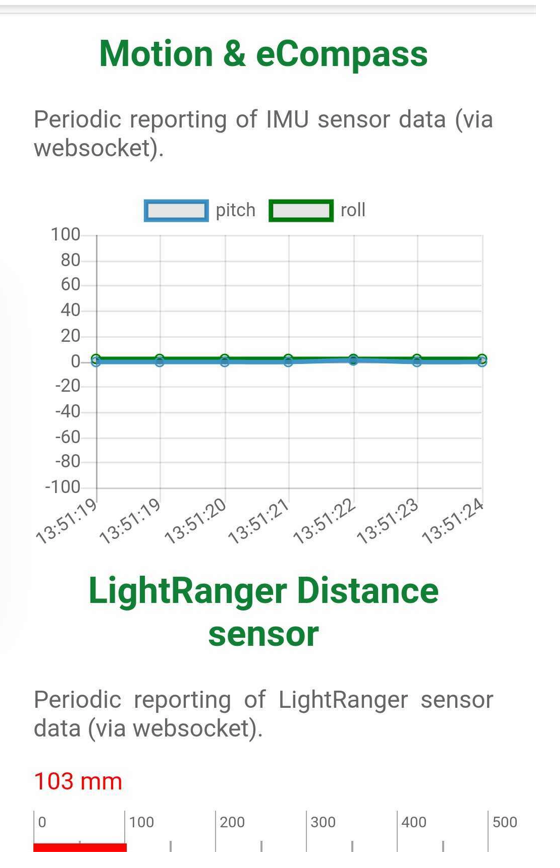 Motion & eCompass
Periodic reporting of IMU sensor data (via
websocket).
pitch roll
100
80
60
40
20
0
-20
-40
-60
-80
-100
13:51:19 13:51:19 13:51:20 13:51:21 13:51:22 13:51:23 13:51:24
LightRanger Distance
sensor
Periodic reporting of LightRanger sensor
data (via websocket).
103 mm
0 100 200 300 400 500